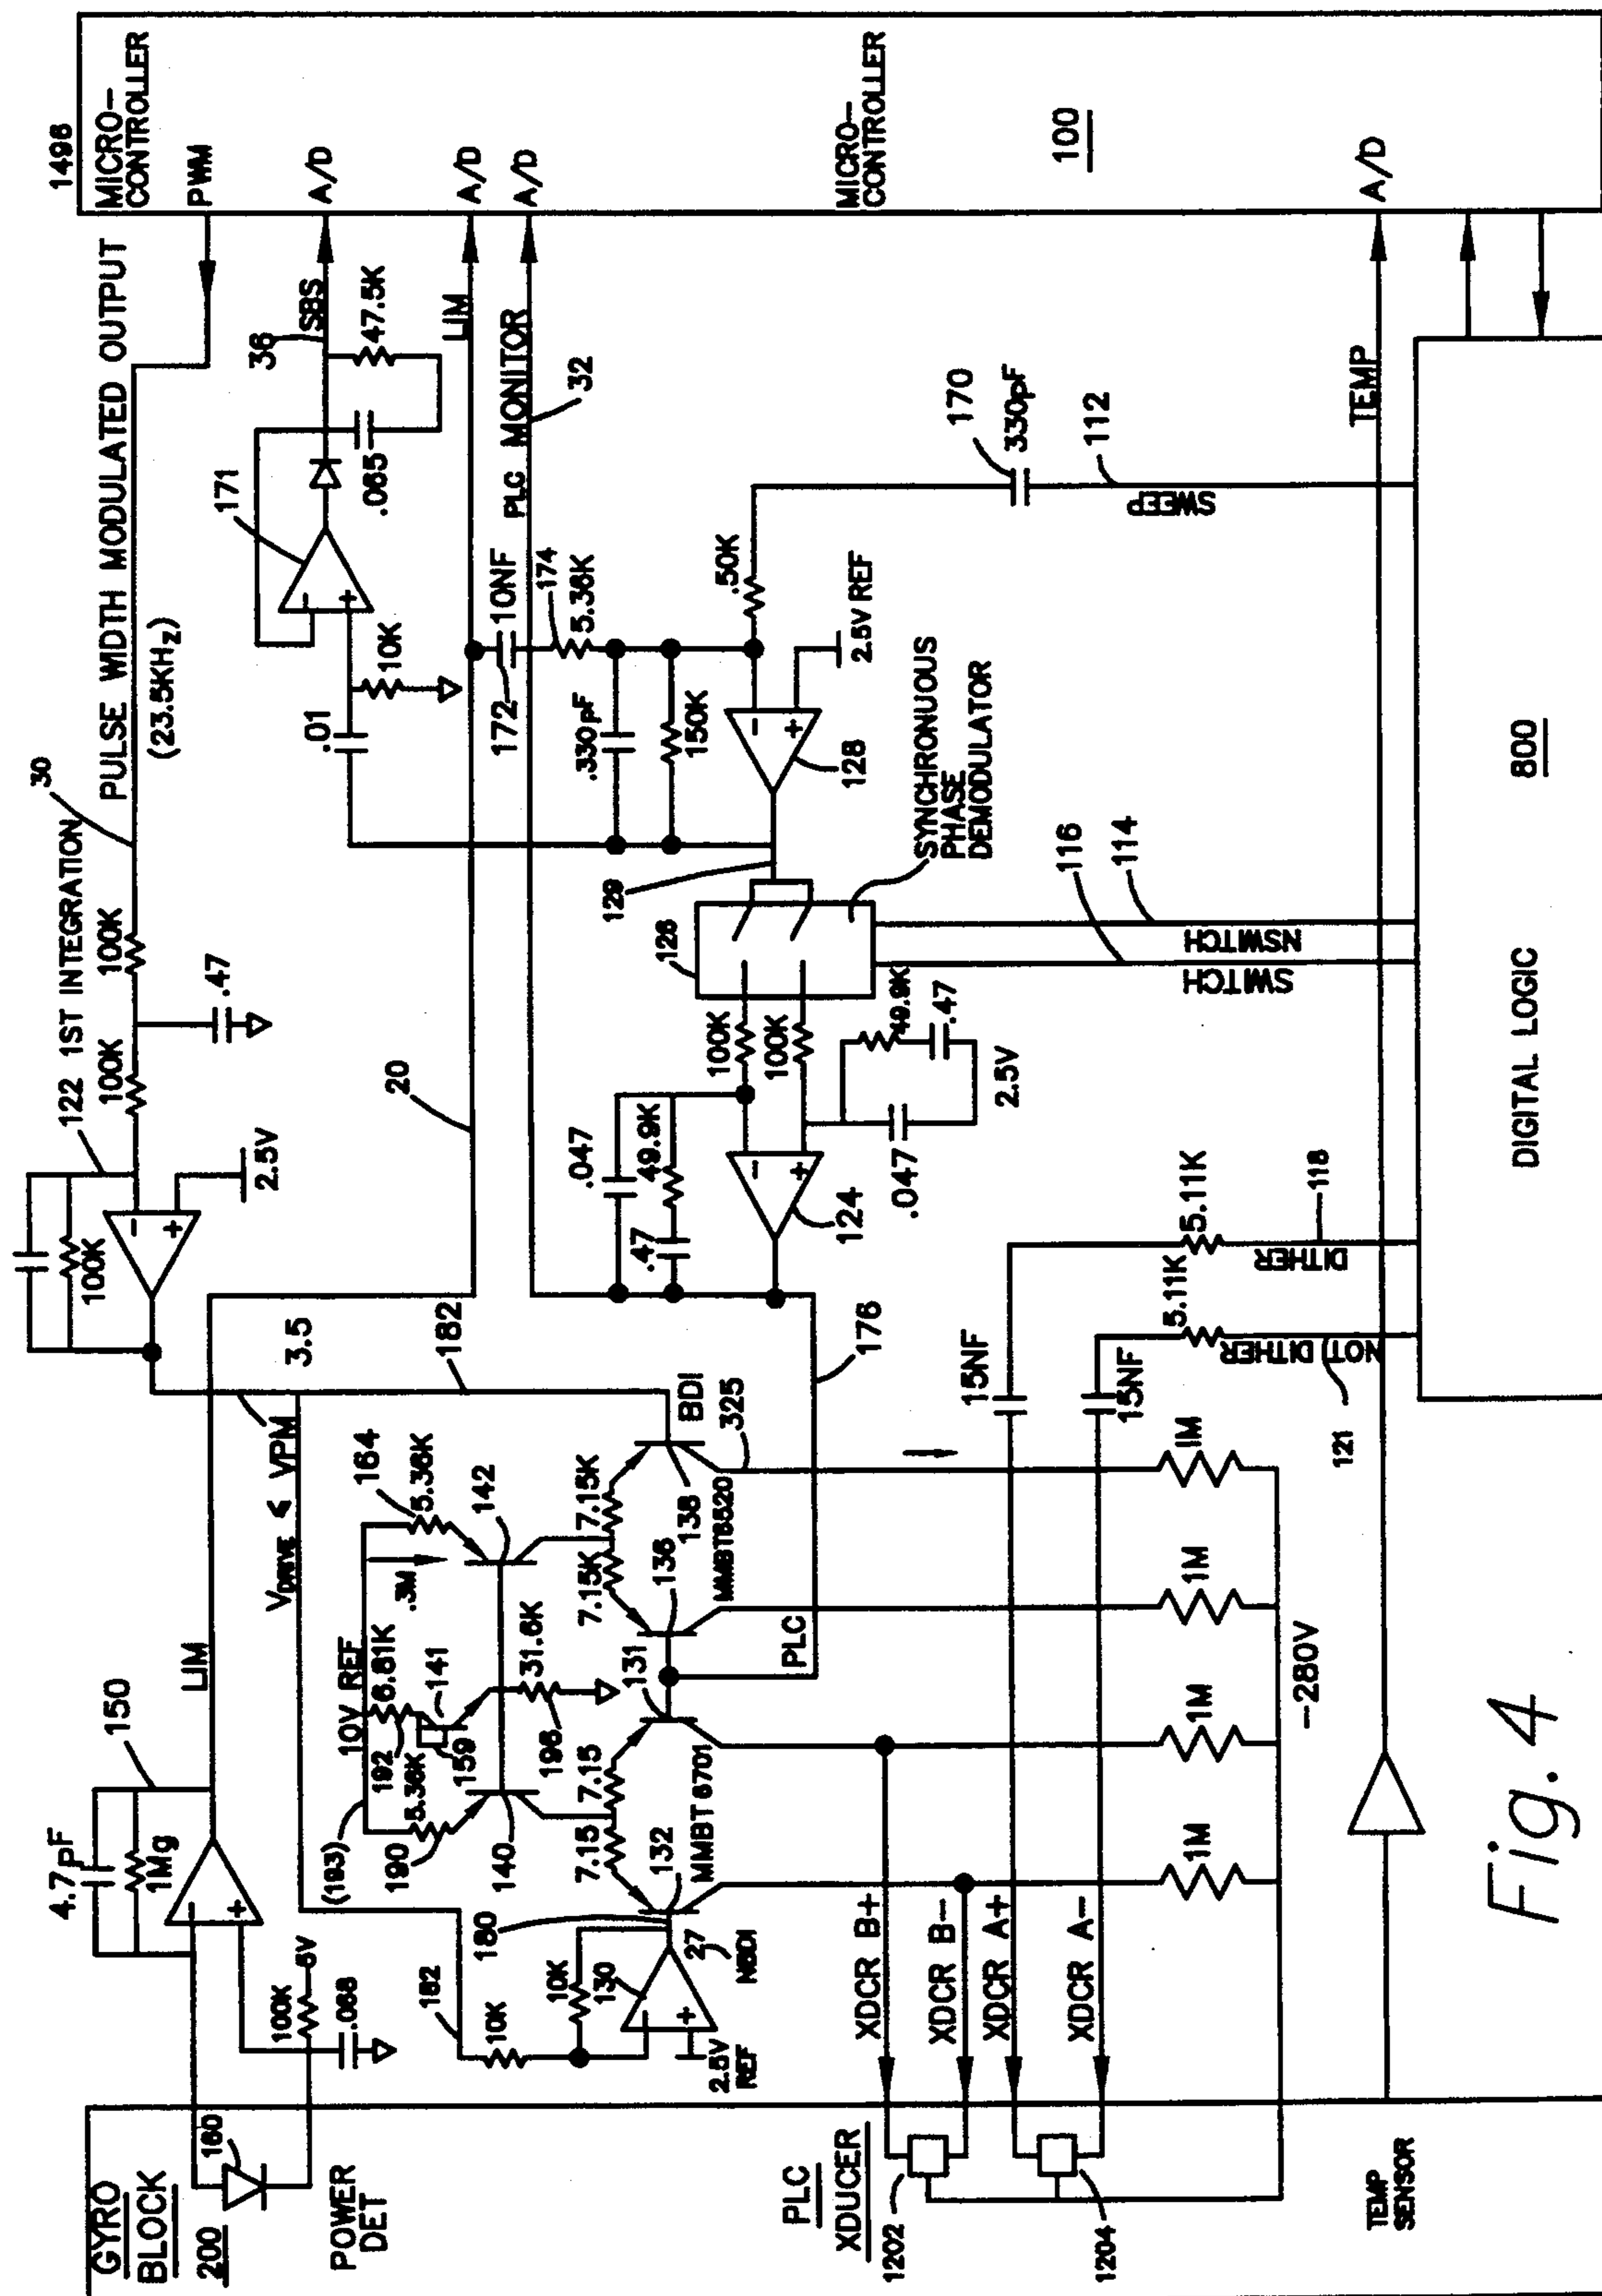 1498
MICRO-
CONTROLLER
PWM
A/D
A/D
A/D
MICRO-
CONTROLLER
100
A/D
PULSE WIDTH MODULATED OUTPUT
(23.5KHz)
30
122 1ST INTEGRATION
100K
100K
.47
100K
2.5V
171
36
SBS
47.5K
.065
.01
10K
LIM
PLC MONITOR
32
20
172
10NF
174
5.36K
.330pF
150K
.50K
2.5V REF
128
129
170
330pF
112
SWEEP
SYNCHRONUOUS
PHASE
DEMODULATOR
126
116
114
NSWITCH
SWITCH
100K
100K
49.9K
.47
2.5V
.047
.047
49.9K
.47
124
TEMP
800
DIGITAL LOGIC
5.11K
118
DITHER
5.11K
NOT DITHER
121
15NF
15NF
176
3.5
182
VDRIVE < VPM
LIM
150
4.7pF
1Mg
100K
5V
.068
GYRO
BLOCK
200
160
POWER
DET
10V REF
(193)
5.36K
190
192
6.81K
141
159
.3M
164
5.36K
142
140
196
31.6K
7.15
7.15
7.15K
7.15K
131
132
MMBT 6701
136
138
MMBT6520
BDI
325
PLC
182
10K
10K
130
180
27
NBDI
2.5V
REF
XDCR B+
XDCR B-
XDCR A+
XDCR A-
1M
1M
1M
1M
-280V
PLC
XDUCER
1202
1204
TEMP
SENSOR
Fig. 4